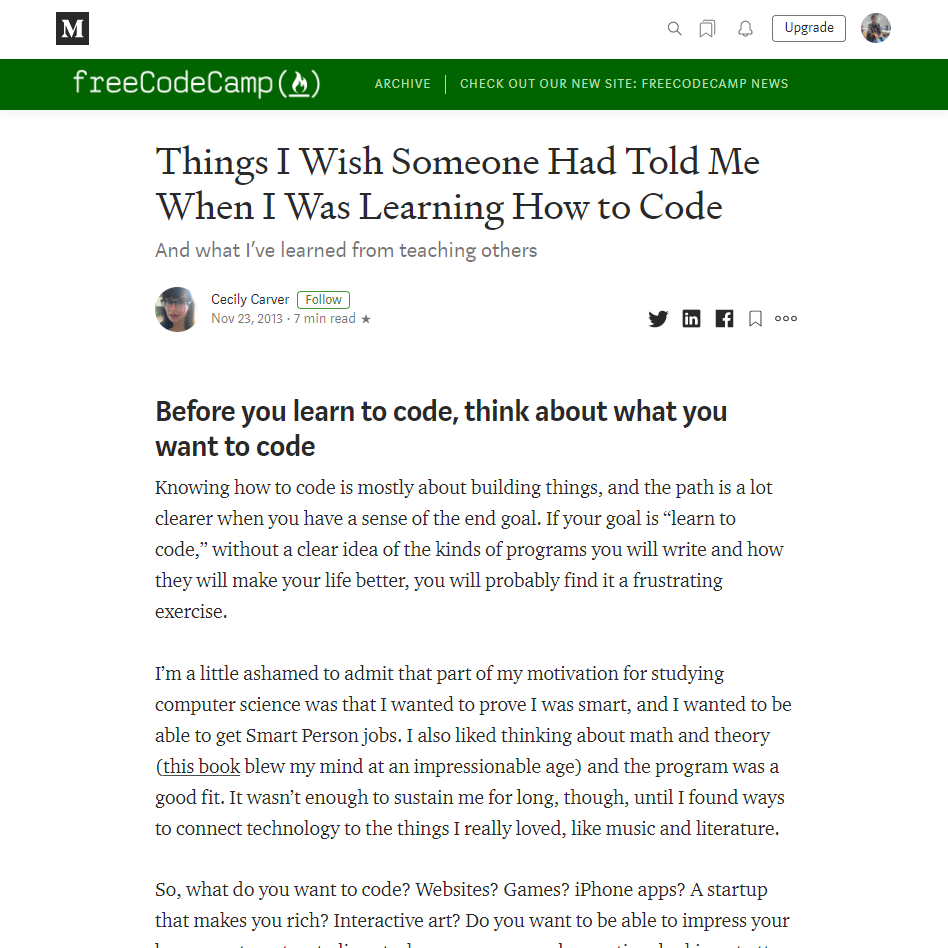 M
Upgrade
freeCodeCamp
ARCHIVE
CHECK OUT OUR NEW SITE: FREECODECAMP NEWS
Things I Wish Someone Had Told Me
When I Was Learning How to Code
And what I’ve learned from teaching others
Cecily Carver Follow
Nov 23, 2013 · 7 min read ★
Before you learn to code, think about what you
want to code
Knowing how to code is mostly about building things, and the path is a lot
clearer when you have a sense of the end goal. If your goal is “learn to
code,” without a clear idea of the kinds of programs you will write and how
they will make your life better, you will probably find it a frustrating
exercise.
I’m a little ashamed to admit that part of my motivation for studying
computer science was that I wanted to prove I was smart, and I wanted to be
able to get Smart Person jobs. I also liked thinking about math and theory
(this book blew my mind at an impressionable age) and the program was a
good fit. It wasn’t enough to sustain me for long, though, until I found ways
to connect technology to the things I really loved, like music and literature.
So, what do you want to code? Websites? Games? iPhone apps? A startup
that makes you rich? Interactive art? Do you want to be able to impress your